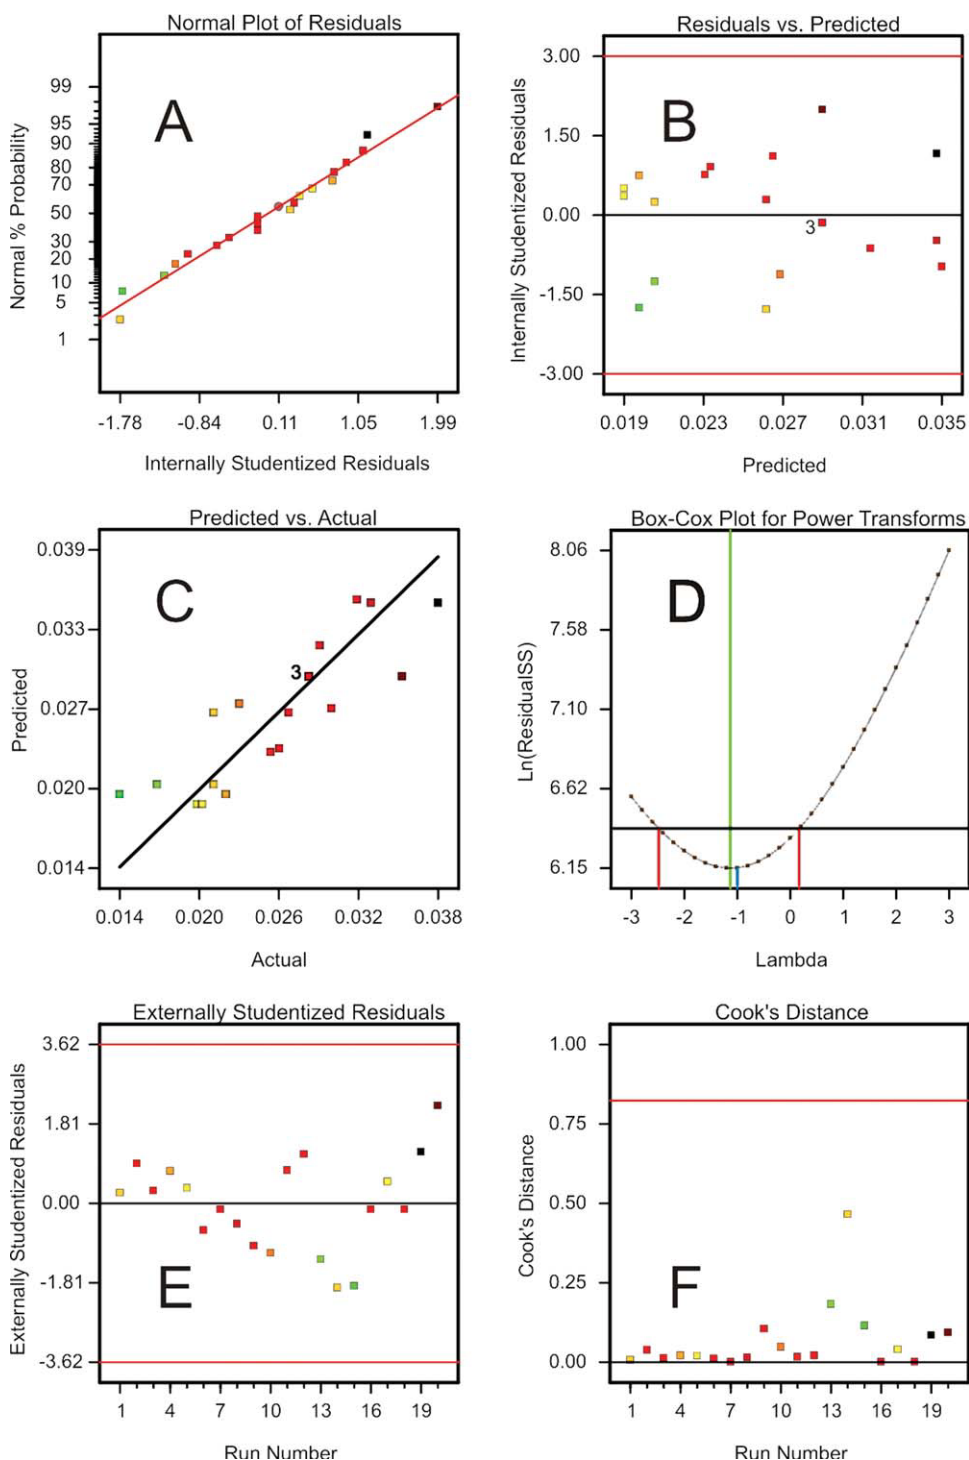 Normal Plot of Residuals
A
Normal % Probability
99
95
90
80
70
50
30
20
10
5
1
-1.78 -0.84 0.11 1.05 1.99
Internally Studentized Residuals
Residuals vs. Predicted
B
Internally Studentized Residuals
3.00
1.50
0.00
-1.50
-3.00
3
0.019 0.023 0.027 0.031 0.035
Predicted
Predicted vs. Actual
C
Predicted
0.039
0.033
0.027
0.020
0.014
3
0.014 0.020 0.026 0.032 0.038
Actual
Box-Cox Plot for Power Transforms
D
Ln(ResidualSS)
8.06
7.58
7.10
6.62
6.15
-3 -2 -1 0 1 2 3
Lambda
Externally Studentized Residuals
E
Externally Studentized Residuals
3.62
1.81
0.00
-1.81
-3.62
1 4 7 10 13 16 19
Run Number
Cook's Distance
F
Cook's Distance
1.00
0.75
0.50
0.25
0.00
1 4 7 10 13 16 19
Run Number